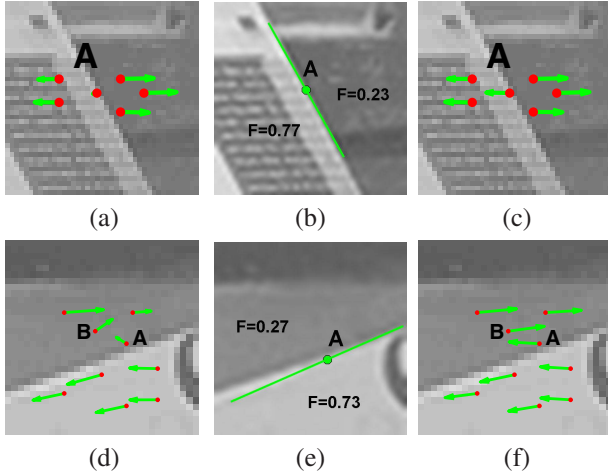 A
A
F=0.23
F=0.77
A
(a)
(b)
(c)
B
A
F=0.27
A
F=0.73
B
A
(d)
(e)
(f)